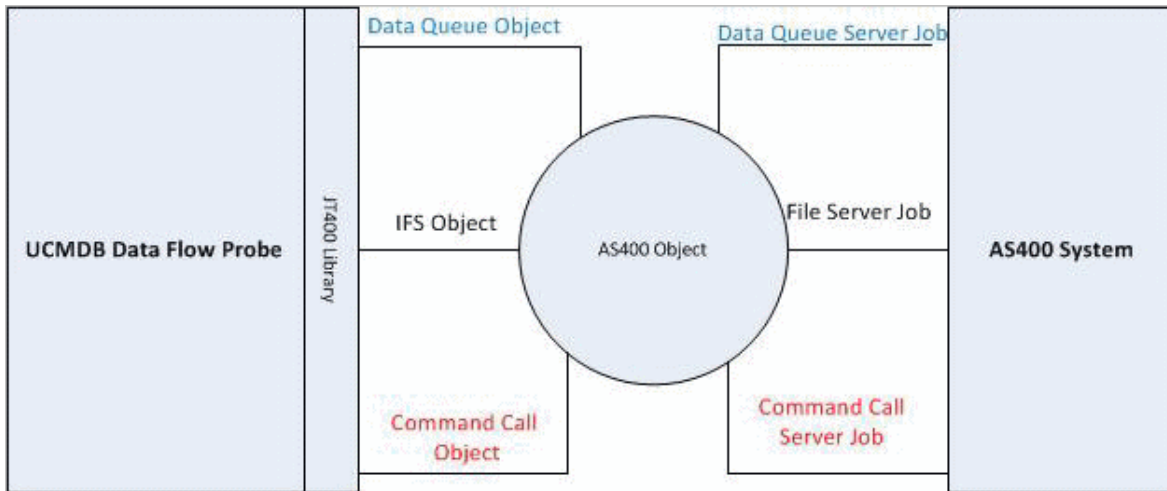 Data Queue Object
Data Queue Server Job
UCMDB Data Flow Probe
JT400 Library
IFS Object
AS400 Object
File Server Job
AS400 System
Command Call
Object
Command Call
Server Job